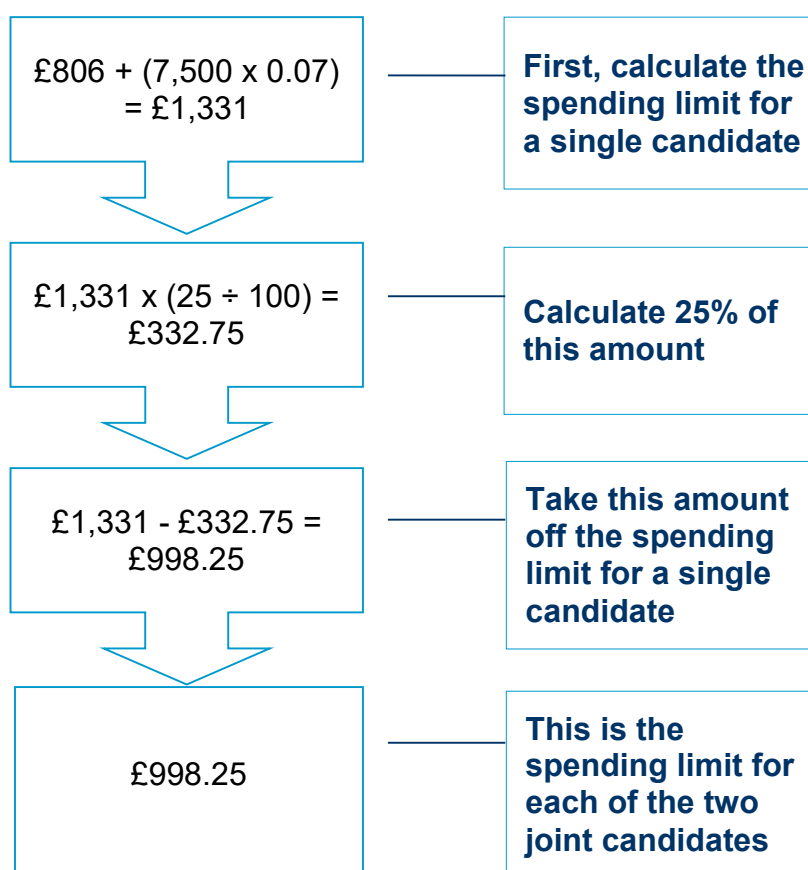 £806 + (7,500 x 0.07)
= £1,331
First, calculate the
spending limit for
a single candidate
£1,331 x (25 ÷ 100) =
£332.75
Calculate 25% of
this amount
£1,331 - £332.75 =
£998.25
Take this amount
off the spending
limit for a single
candidate
£998.25
This is the
spending limit for
each of the two
joint candidates